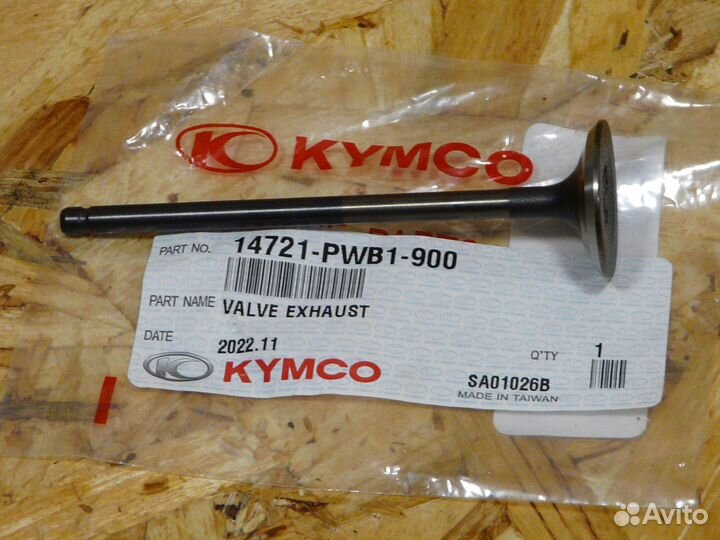 KYMCO
PART NO. 14721-PWB1-900
PART NAME VALVE EXHAUST
DATE 2022.11
Q'TY 1
KYMCO
SA01026B
MADE IN TAIWAN
Avito